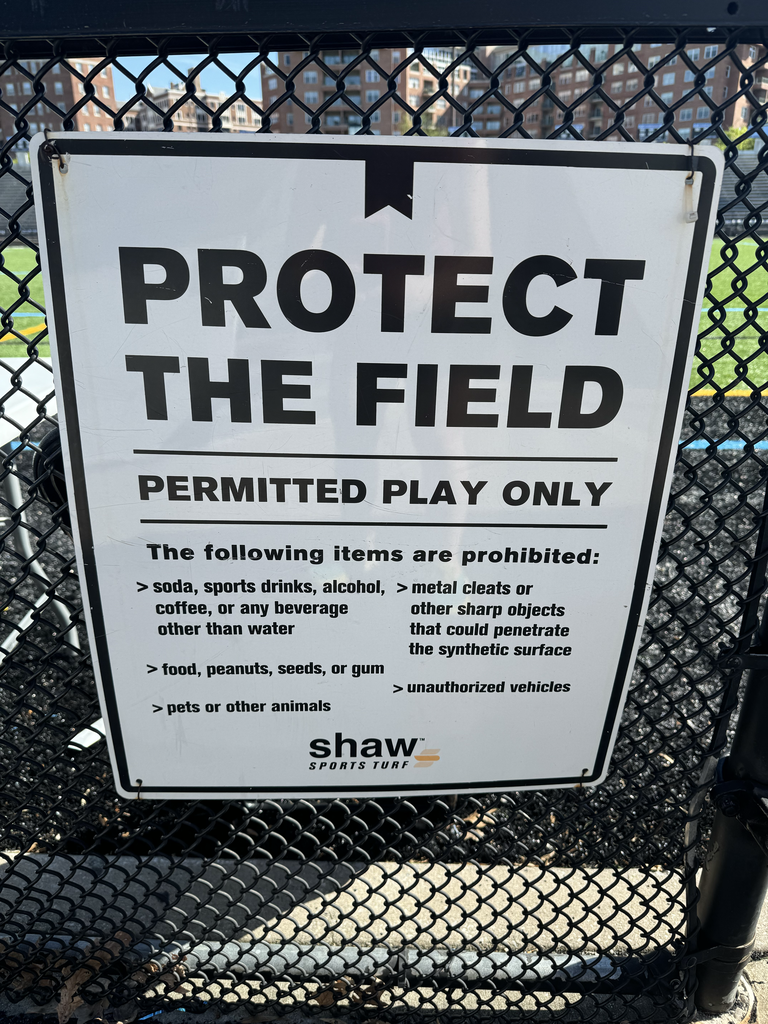 PROTECT
THE FIELD
PERMITTED PLAY ONLY
The following items are prohibited:
> soda, sports drinks, alcohol,
coffee, or any beverage
other than water
> food, peanuts, seeds, or gum
> pets or other animals
> metal cleats or
other sharp objects
that could penetrate
the synthetic surface
> unauthorized vehicles
shaw™
SPORTS TURF